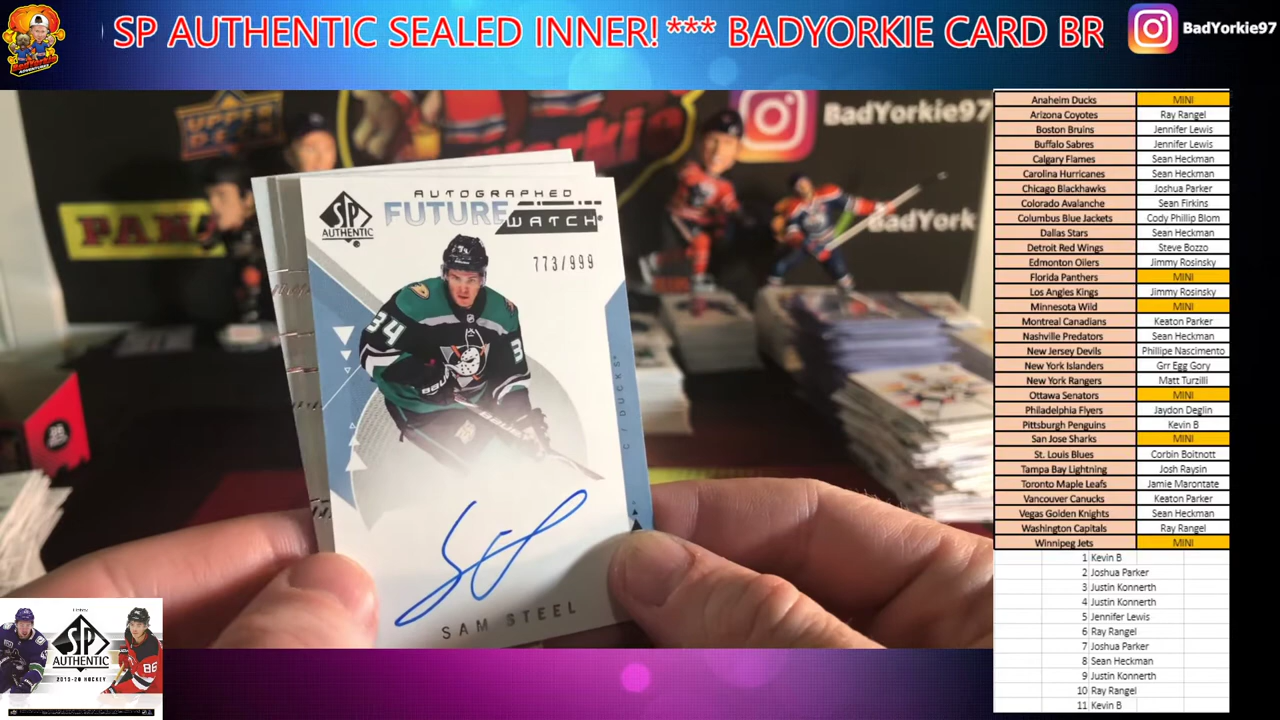 SP AUTHENTIC SEALED INNER! *** BADYORKIE CARD BR
BadYorkie97
UPPER DECK
BadYorkie97
BadYork
AUTOGRAPHED
FUTURE WATCH
SP
AUTHENTIC
773/999
34
3
C / DUCKS
SAM STEEL
SP
AUTHENTIC
2019-20 HOCKEY
86
Anaheim Ducks MINI
Arizona Coyotes Ray Rangel
Boston Bruins Jennifer Lewis
Buffalo Sabres Jennifer Lewis
Calgary Flames Sean Heckman
Carolina Hurricanes Sean Heckman
Chicago Blackhawks Joshua Parker
Colorado Avalanche Sean Firkins
Columbus Blue Jackets Cody Phillip Blom
Dallas Stars Sean Heckman
Detroit Red Wings Steve Bozzo
Edmonton Oilers Jimmy Rosinsky
Florida Panthers MINI
Los Angles Kings Jimmy Rosinsky
Minnesota Wild MINI
Montreal Canadians Keaton Parker
Nashville Predators Sean Heckman
New Jersey Devils Phillipe Nascimento
New York Islanders Grr Egg Gory
New York Rangers Matt Turzilli
Ottawa Senators MINI
Philadelphia Flyers Jaydon Deglin
Pittsburgh Penguins Kevin B
San Jose Sharks MINI
St. Louis Blues Corbin Boitnott
Tampa Bay Lightning Josh Raysin
Toronto Maple Leafs Jamie Marontate
Vancouver Canucks Keaton Parker
Vegas Golden Knights Sean Heckman
Washington Capitals Ray Rangel
Winnipeg Jets MINI
1 Kevin B
2 Joshua Parker
3 Justin Konnerth
4 Justin Konnerth
5 Jennifer Lewis
6 Ray Rangel
7 Joshua Parker
8 Sean Heckman
9 Justin Konnerth
10 Ray Rangel
11 Kevin B